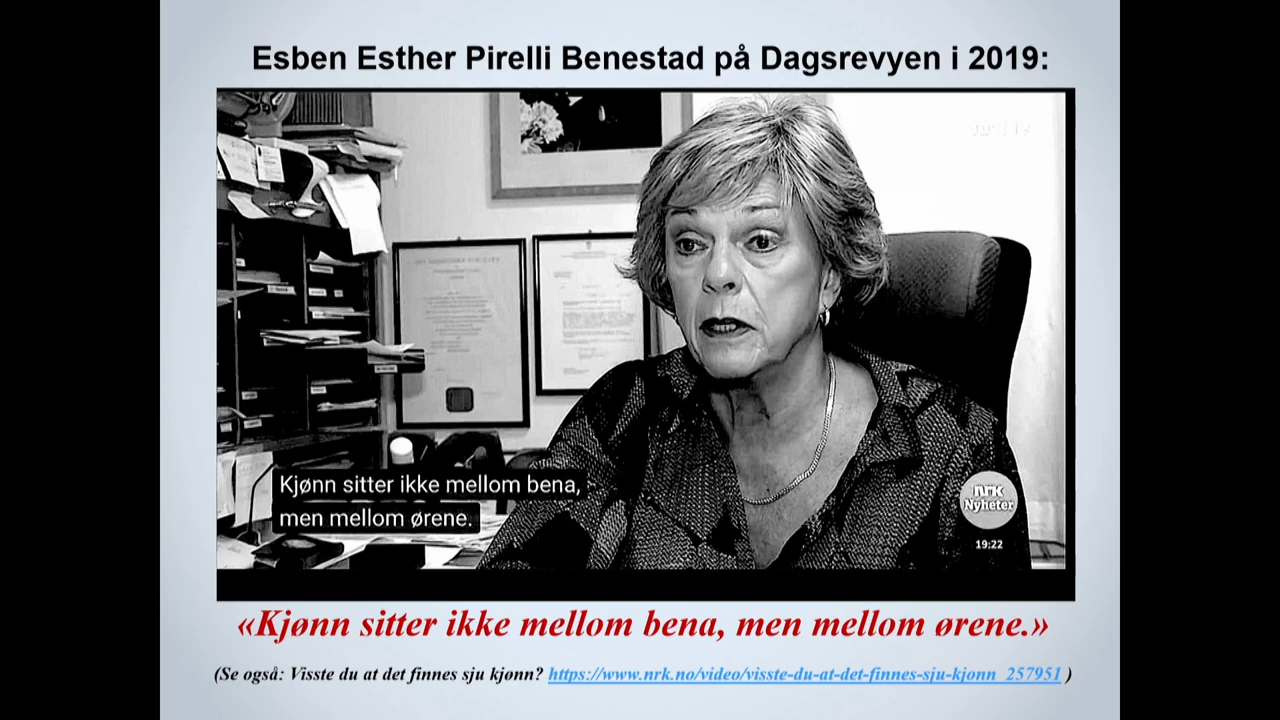 Esben Esther Pirelli Benestad på Dagsrevyen i 2019:
Kjønn sitter ikke mellom bena,
men mellom ørene.
nrk
Nyheter
19:22
«Kjønn sitter ikke mellom bena, men mellom ørene.»
(Se også: Visste du at det finnes sju kjønn? https://www.nrk.no/video/visste-du-at-det-finnes-sju-kjonn_257951 )